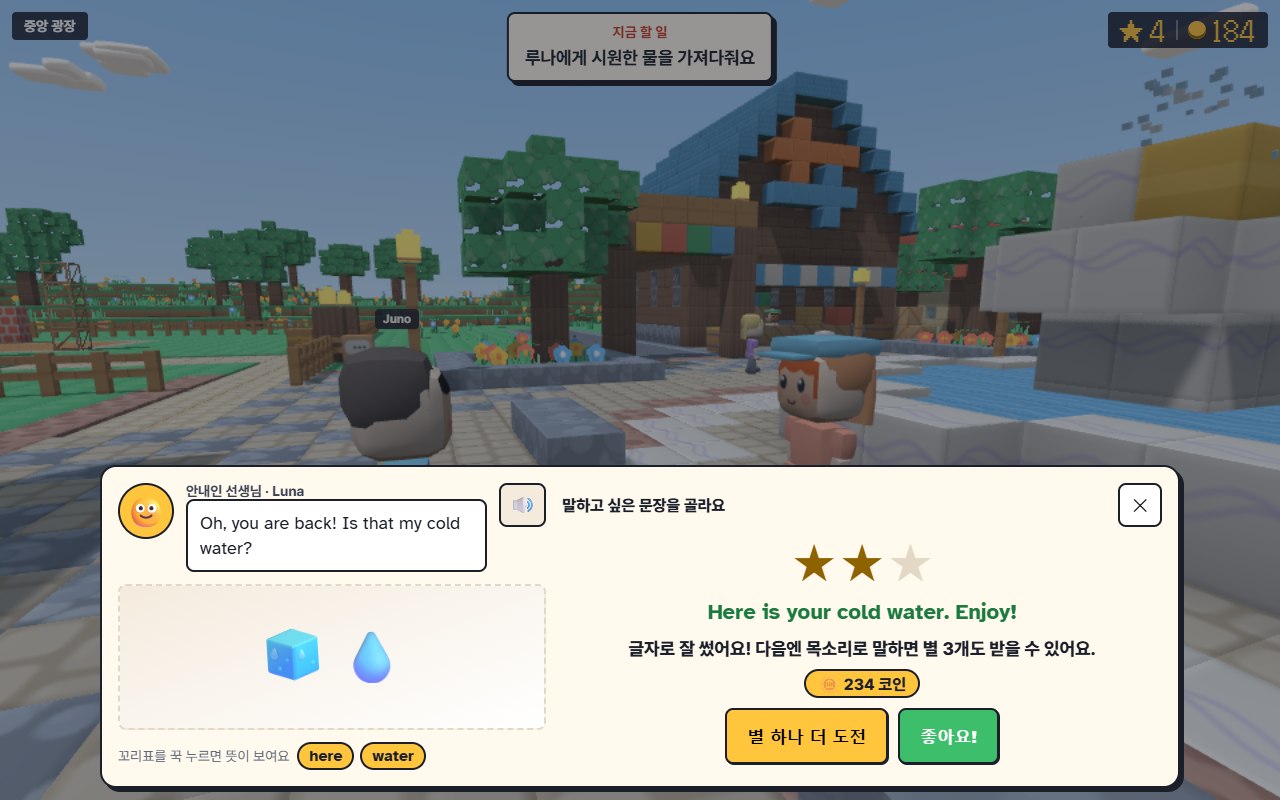 중앙 광장
지금 할 일
루나에게 시원한 물을 가져다줘요
4 | 184
Juno
안내인 선생님 · Luna
Oh, you are back! Is that my cold
water?
말하고 싶은 문장을 골라요
Here is your cold water. Enjoy!
글자로 잘 썼어요! 다음엔 목소리로 말하면 별 3개도 받을 수 있어요.
234 코인
별 하나 더 도전
좋아요!
꼬리표를 꾹 누르면 뜻이 보여요
here
water